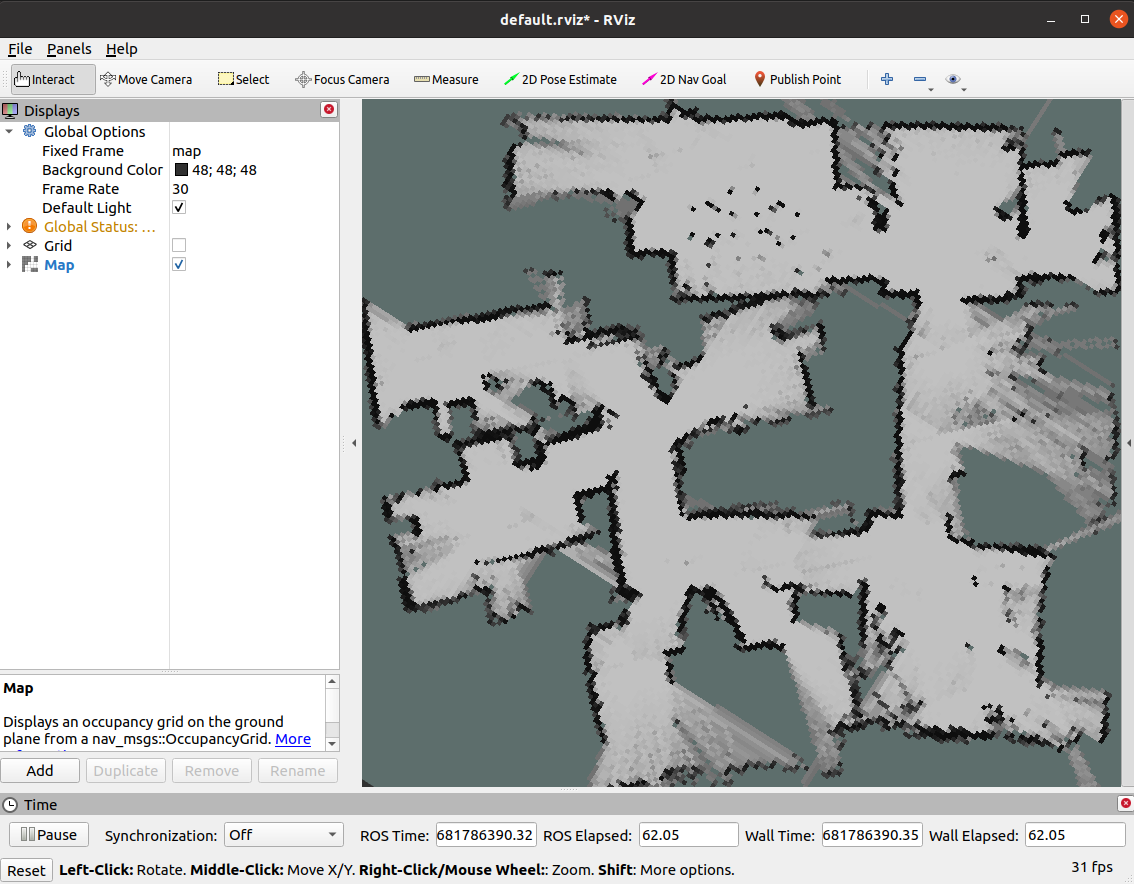 default.rviz* - RViz
File Panels Help
Interact Move Camera Select Focus Camera Measure 2D Pose Estimate 2D Nav Goal Publish Point
Displays
Global Options
Fixed Frame map
Background Color 48; 48; 48
Frame Rate 30
Default Light ✓
Global Status: ...
Grid
Map ✓
Map
Displays an occupancy grid on the ground
plane from a nav_msgs::OccupancyGrid. More
Add Duplicate Remove Rename
Time
Pause Synchronization: Off ROS Time: 681786390.32 ROS Elapsed: 62.05 Wall Time: 681786390.35 Wall Elapsed: 62.05
Reset Left-Click: Rotate. Middle-Click: Move X/Y. Right-Click/Mouse Wheel:: Zoom. Shift: More options. 31 fps